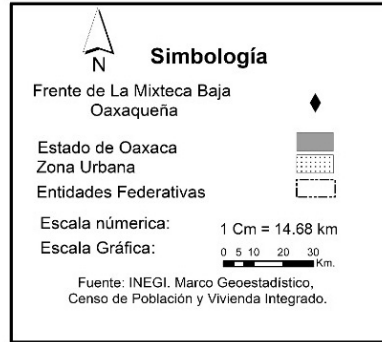 N
Simbología
Frente de La Mixteca Baja
Oaxaqueña
Estado de Oaxaca
Zona Urbana
Entidades Federativas
Escala númerica: 1 Cm = 14.68 km
Escala Gráfica: 0 5 10 20 30
Km.
Fuente: INEGI. Marco Geoestadístico,
Censo de Población y Vivienda Integrado.